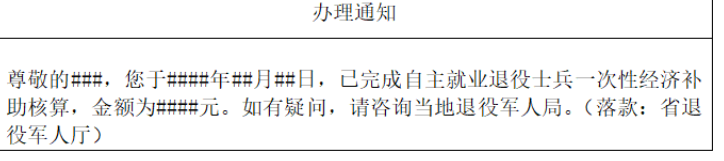 办理通知
尊敬的###，您于####年##月##日，已完成自主就业退役士兵一次性经济补
助核算，金额为####元。如有疑问，请咨询当地退役军人局。（落款：省退
役军人厅）